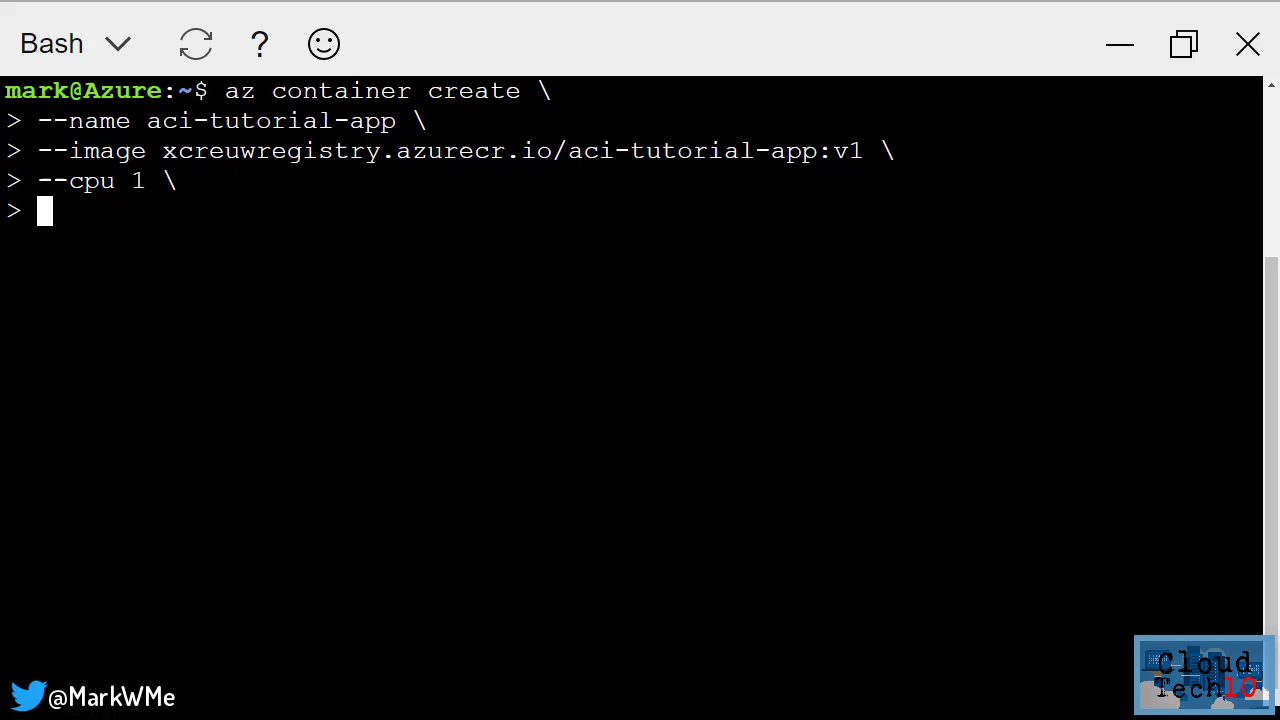 Bash
?
mark@Azure:~$ az container create \
> --name aci-tutorial-app \
> --image xcreuwregistry.azurecr.io/aci-tutorial-app:v1 \
> --cpu 1 \
>
@MarkWMe
Cloud
Tech10